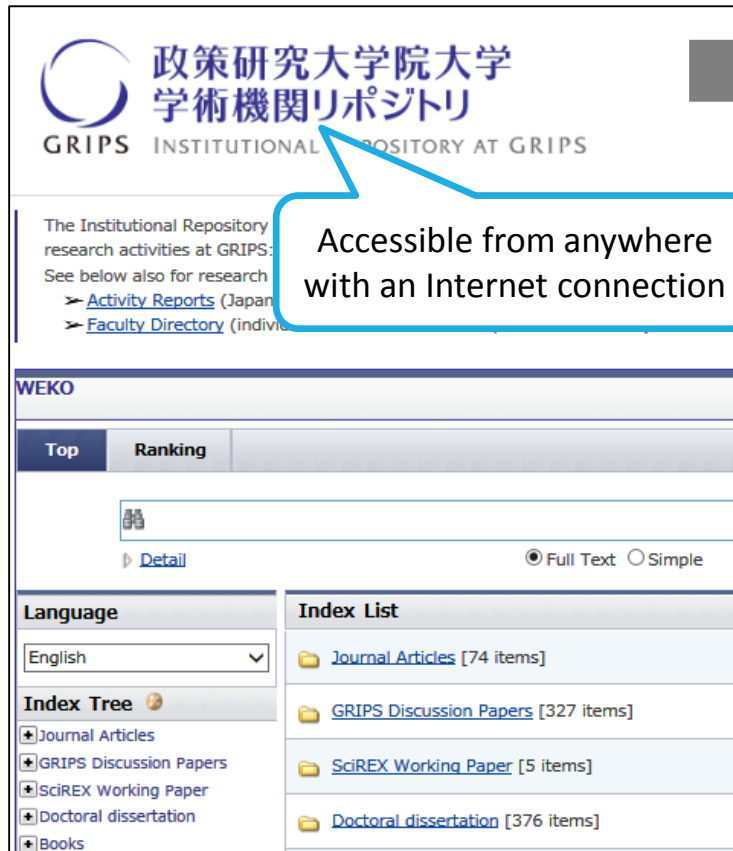 政策研究大学院大学
学術機関リポジトリ
GRIPS INSTITUTIONAL REPOSITORY AT GRIPS
The Institutional Repository
research activities at GRIPS:
See below also for research
➢ Activity Reports (Japan
➢ Faculty Directory (indivi
Accessible from anywhere
with an Internet connection
WEKO
Top Ranking
Detail Full Text Simple
Language
English
Index Tree
Journal Articles
GRIPS Discussion Papers
SciREX Working Paper
Doctoral dissertation
Books
Index List
Journal Articles [74 items]
GRIPS Discussion Papers [327 items]
SciREX Working Paper [5 items]
Doctoral dissertation [376 items]